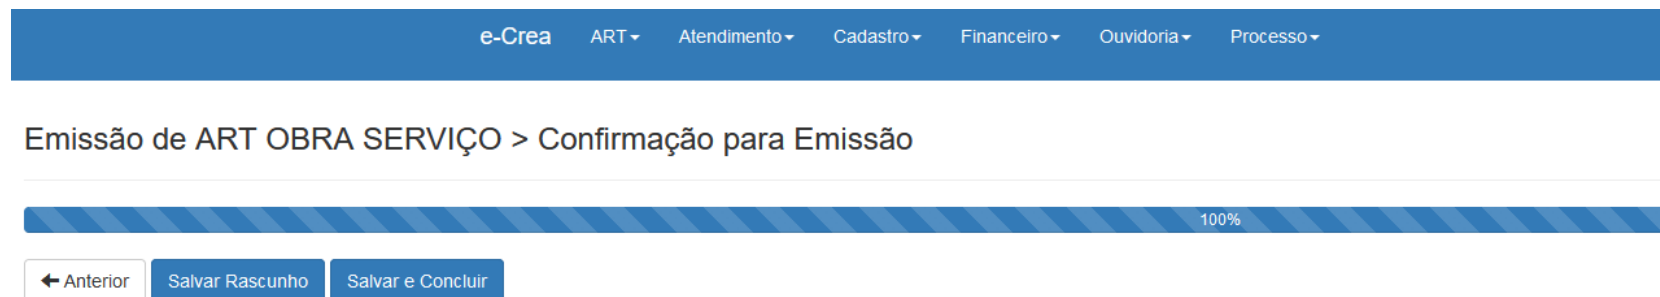 e-Crea ART Atendimento Cadastro Financeiro Ouvidoria Processo
Emissão de ART OBRA SERVIÇO > Confirmação para Emissão
100%
Anterior Salvar Rascunho Salvar e Concluir